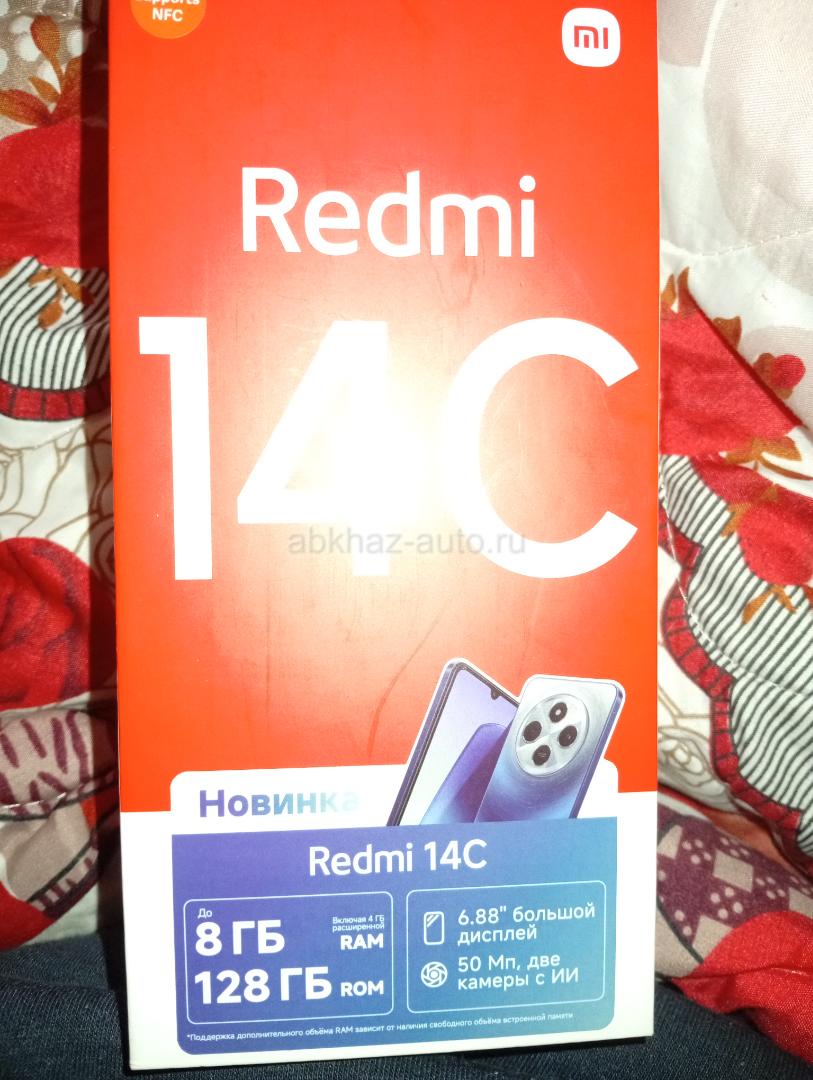 supports
NFC
mi
Redmi
14C
abkhaz-auto.ru
Новинка
Redmi 14C
До
8 ГБ
Включая 4 ГБ
расширенной
RAM
128 ГБ ROM
6.88" большой
дисплей
50 Мп, две
камеры с ИИ
*Поддержка дополнительного объёма RAM зависит от наличия свободного объёма встроенной памяти